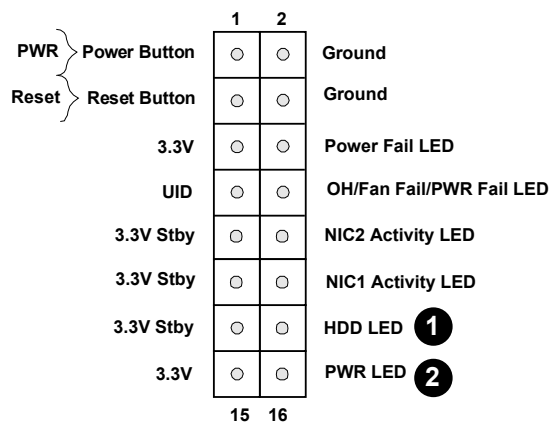 1 2
PWR Power Button Ground
Reset Reset Button Ground
3.3V Power Fail LED
UID OH/Fan Fail/PWR Fail LED
3.3V Stby NIC2 Activity LED
3.3V Stby NIC1 Activity LED
3.3V Stby HDD LED 1
3.3V PWR LED 2
15 16